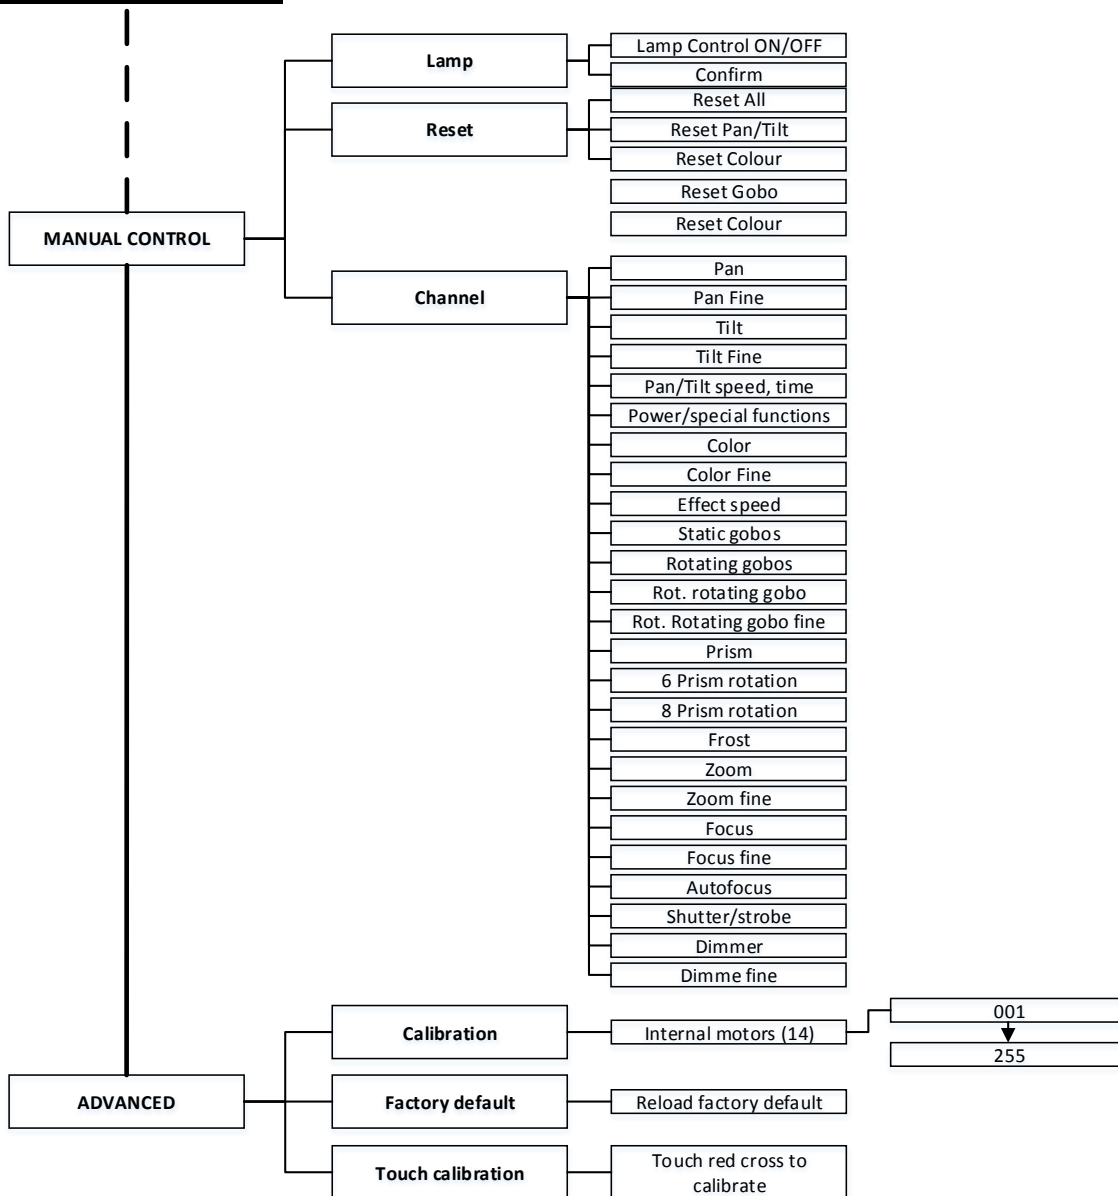 Lamp
Lamp Control ON/OFF
Confirm
Reset
Reset All
Reset Pan/Tilt
Reset Colour
Reset Gobo
Reset Colour
MANUAL CONTROL
Channel
Pan
Pan Fine
Tilt
Tilt Fine
Pan/Tilt speed, time
Power/special functions
Color
Color Fine
Effect speed
Static gobos
Rotating gobos
Rot. rotating gobo
Rot. Rotating gobo fine
Prism
6 Prism rotation
8 Prism rotation
Frost
Zoom
Zoom fine
Focus
Focus fine
Autofocus
Shutter/strobe
Dimmer
Dimme fine
ADVANCED
Calibration
Internal motors (14)
001
255
Factory default
Reload factory default
Touch calibration
Touch red cross to
calibrate